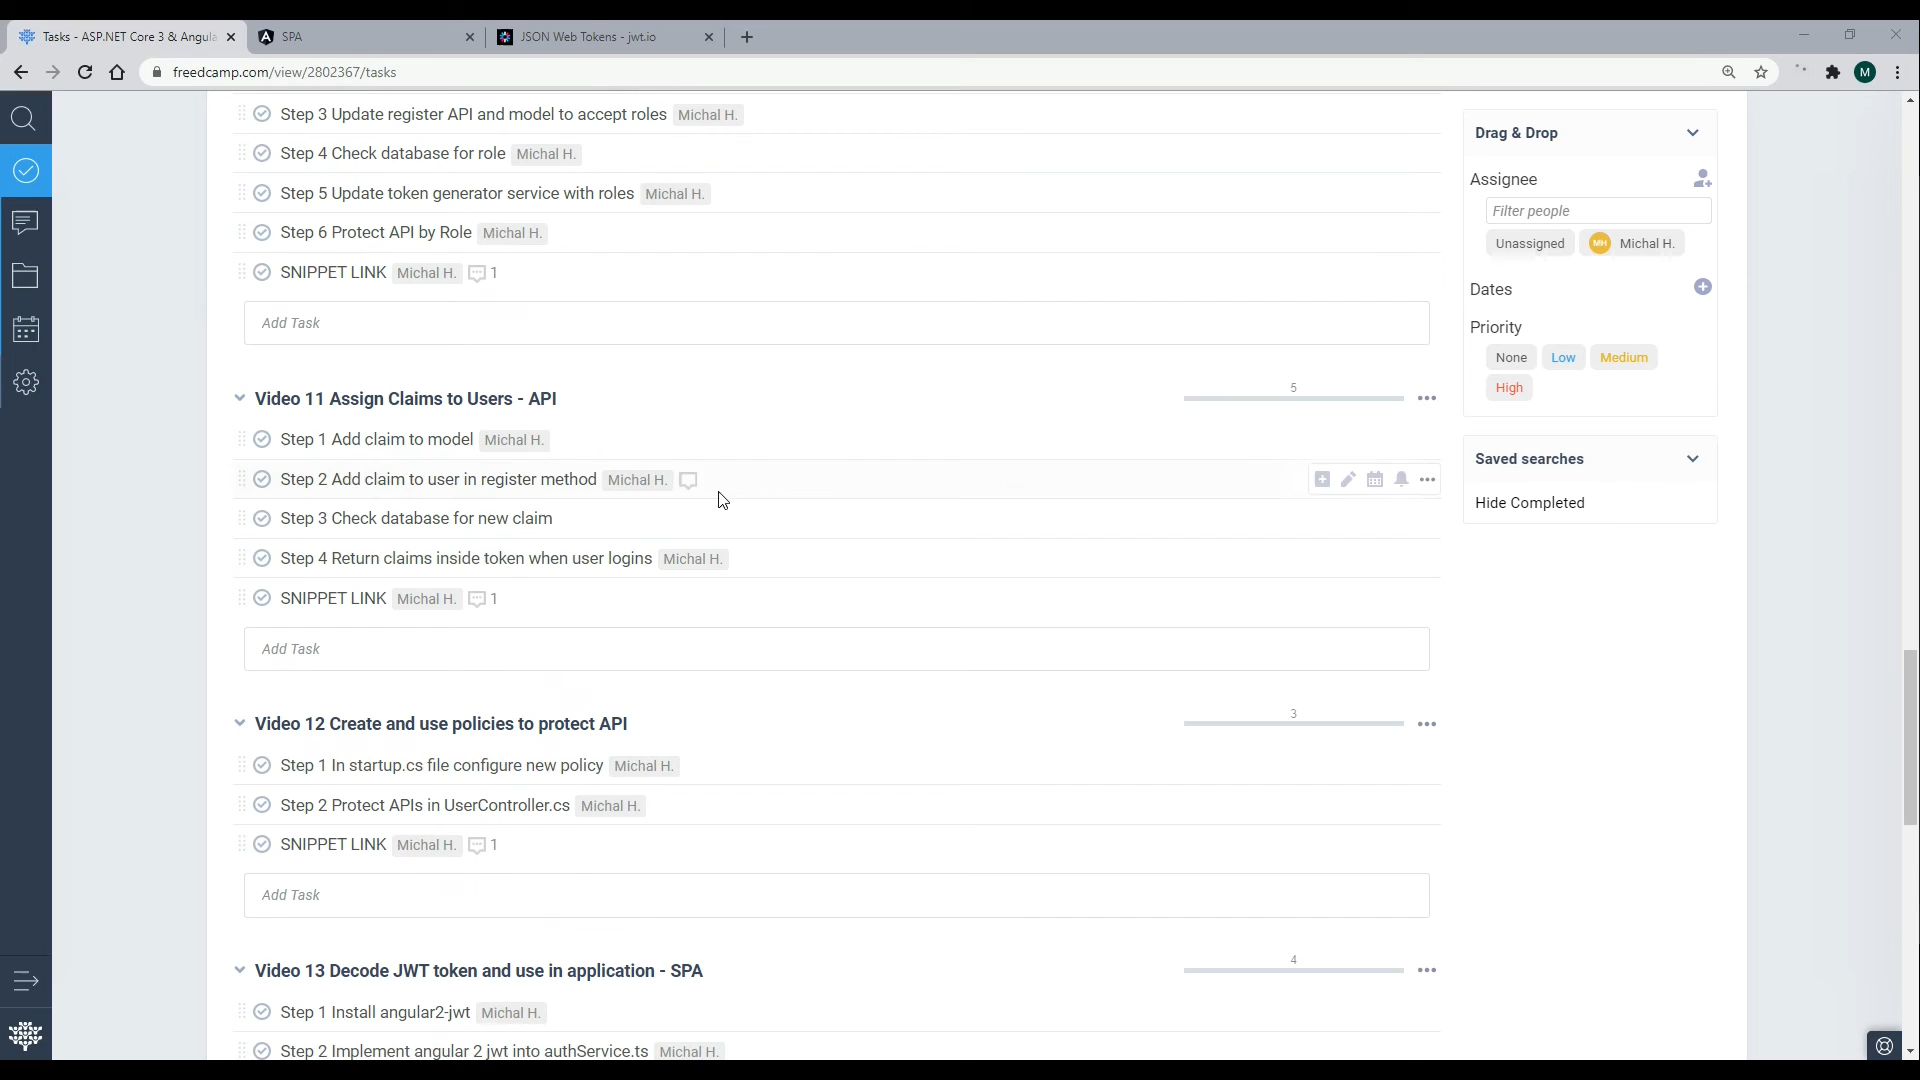 Tasks - ASP.NET Core 3 & Angula
SPA
JSON Web Tokens - jwt.io
freedcamp.com/view/2802367/tasks
M
Step 3 Update register API and model to accept roles Michal H.
Step 4 Check database for role Michal H.
Step 5 Update token generator service with roles Michal H.
Step 6 Protect API by Role Michal H.
SNIPPET LINK Michal H. 1
Add Task
Video 11 Assign Claims to Users - API 5
Step 1 Add claim to model Michal H.
Step 2 Add claim to user in register method Michal H.
Step 3 Check database for new claim
Step 4 Return claims inside token when user logins Michal H.
SNIPPET LINK Michal H. 1
Add Task
Video 12 Create and use policies to protect API 3
Step 1 In startup.cs file configure new policy Michal H.
Step 2 Protect APIs in UserController.cs Michal H.
SNIPPET LINK Michal H. 1
Add Task
Video 13 Decode JWT token and use in application - SPA 4
Step 1 Install angular2-jwt Michal H.
Step 2 Implement angular 2 jwt into authService.ts Michal H.
Drag & Drop
Assignee
Filter people
Unassigned MH Michal H.
Dates
Priority
None Low Medium
High
Saved searches
Hide Completed